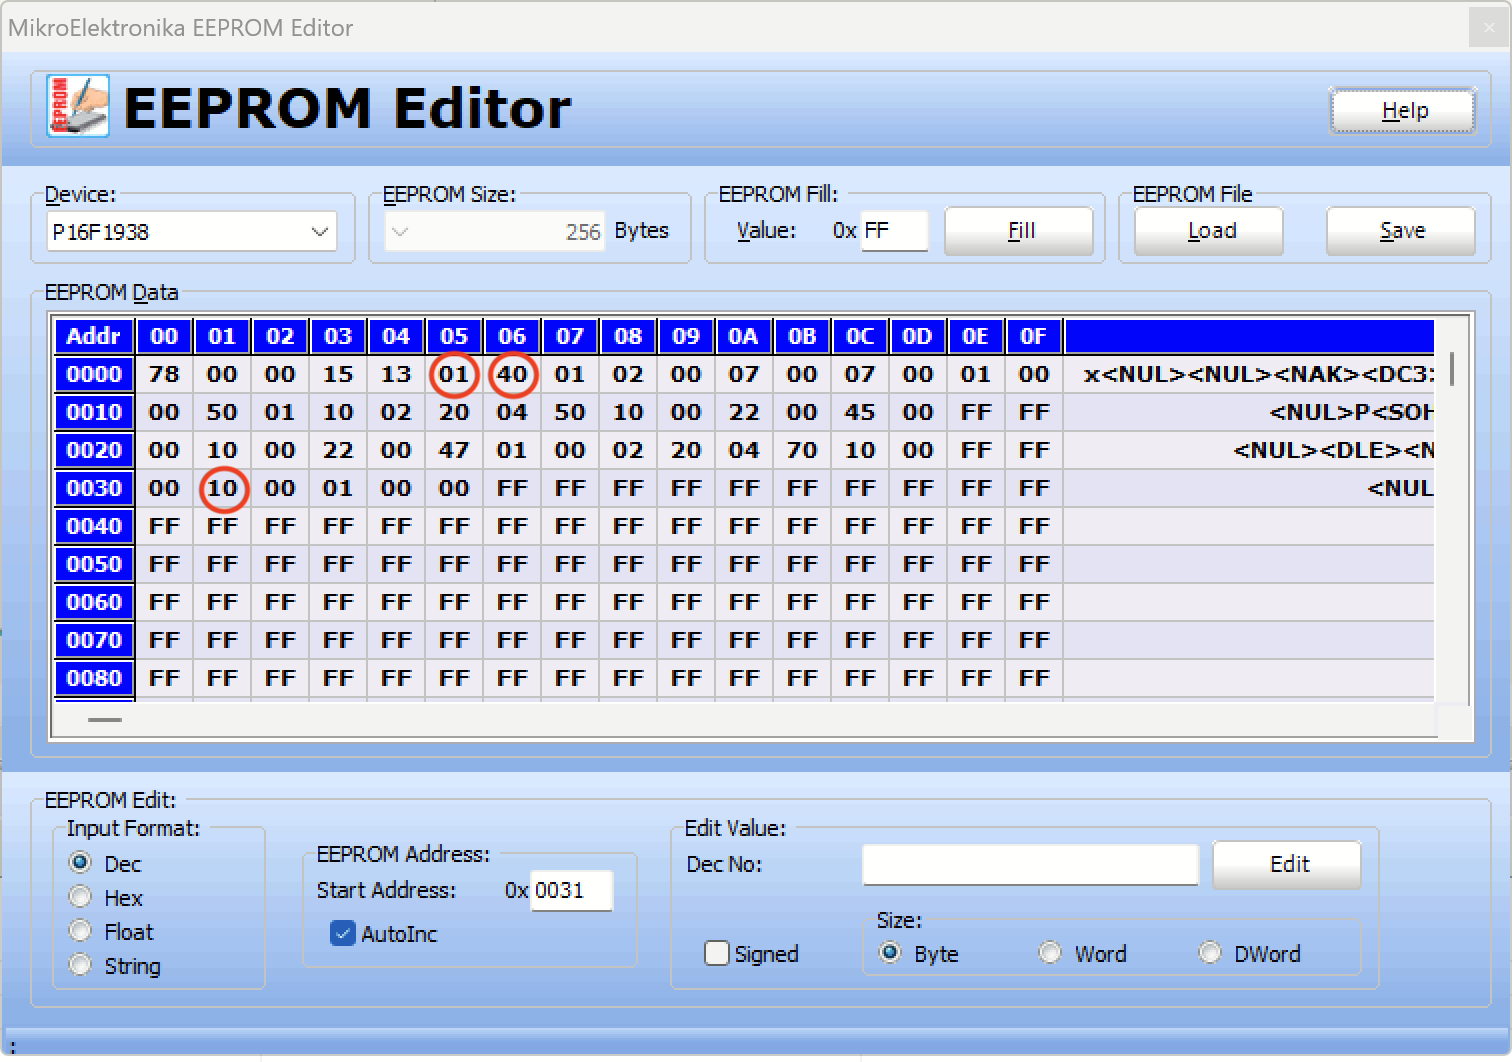 MikroElektronika EEPROM Editor
EEPROM
EEPROM Editor
Help
Device:
P16F1938
EEPROM Size:
256 Bytes
EEPROM Fill:
Value: 0x FF
Fill
EEPROM File
Load
Save
EEPROM Data
Addr 00 01 02 03 04 05 06 07 08 09 0A 0B 0C 0D 0E 0F
0000 78 00 00 15 13 01 40 01 02 00 07 00 07 00 01 00 x<NUL><NUL><NAK><DC3>
0010 00 50 01 10 02 20 04 50 10 00 22 00 45 00 FF FF <NUL>P<SOH
0020 00 10 00 22 00 47 01 00 02 20 04 70 10 00 FF FF <NUL><DLE><N
0030 00 10 00 01 00 00 FF FF FF FF FF FF FF FF FF FF <NUL
0040 FF FF FF FF FF FF FF FF FF FF FF FF FF FF FF FF
0050 FF FF FF FF FF FF FF FF FF FF FF FF FF FF FF FF
0060 FF FF FF FF FF FF FF FF FF FF FF FF FF FF FF FF
0070 FF FF FF FF FF FF FF FF FF FF FF FF FF FF FF FF
0080 FF FF FF FF FF FF FF FF FF FF FF FF FF FF FF FF
EEPROM Edit:
Input Format:
Dec
Hex
Float
String
EEPROM Address:
Start Address: 0x 0031
AutoInc
Edit Value:
Dec No:
Edit
Signed
Size:
Byte
Word
DWord
: